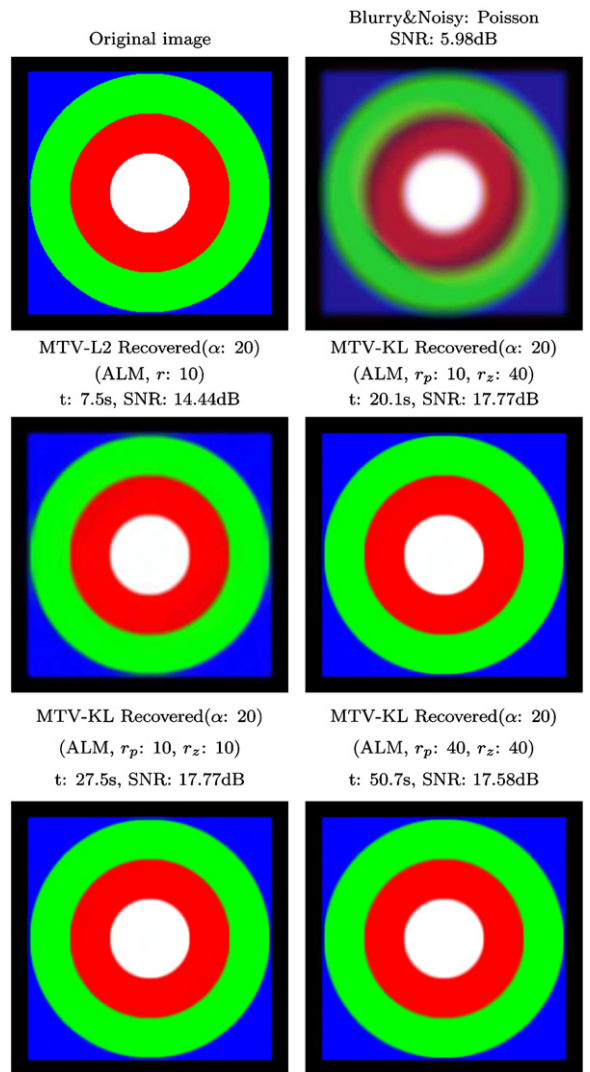 Original image
Blurry&Noisy: Poisson
SNR: 5.98dB
MTV-L2 Recovered(α: 20)
(ALM, r: 10)
t: 7.5s, SNR: 14.44dB
MTV-KL Recovered(α: 20)
(ALM, rp: 10, rz: 40)
t: 20.1s, SNR: 17.77dB
MTV-KL Recovered(α: 20)
(ALM, rp: 10, rz: 10)
t: 27.5s, SNR: 17.77dB
MTV-KL Recovered(α: 20)
(ALM, rp: 40, rz: 40)
t: 50.7s, SNR: 17.58dB